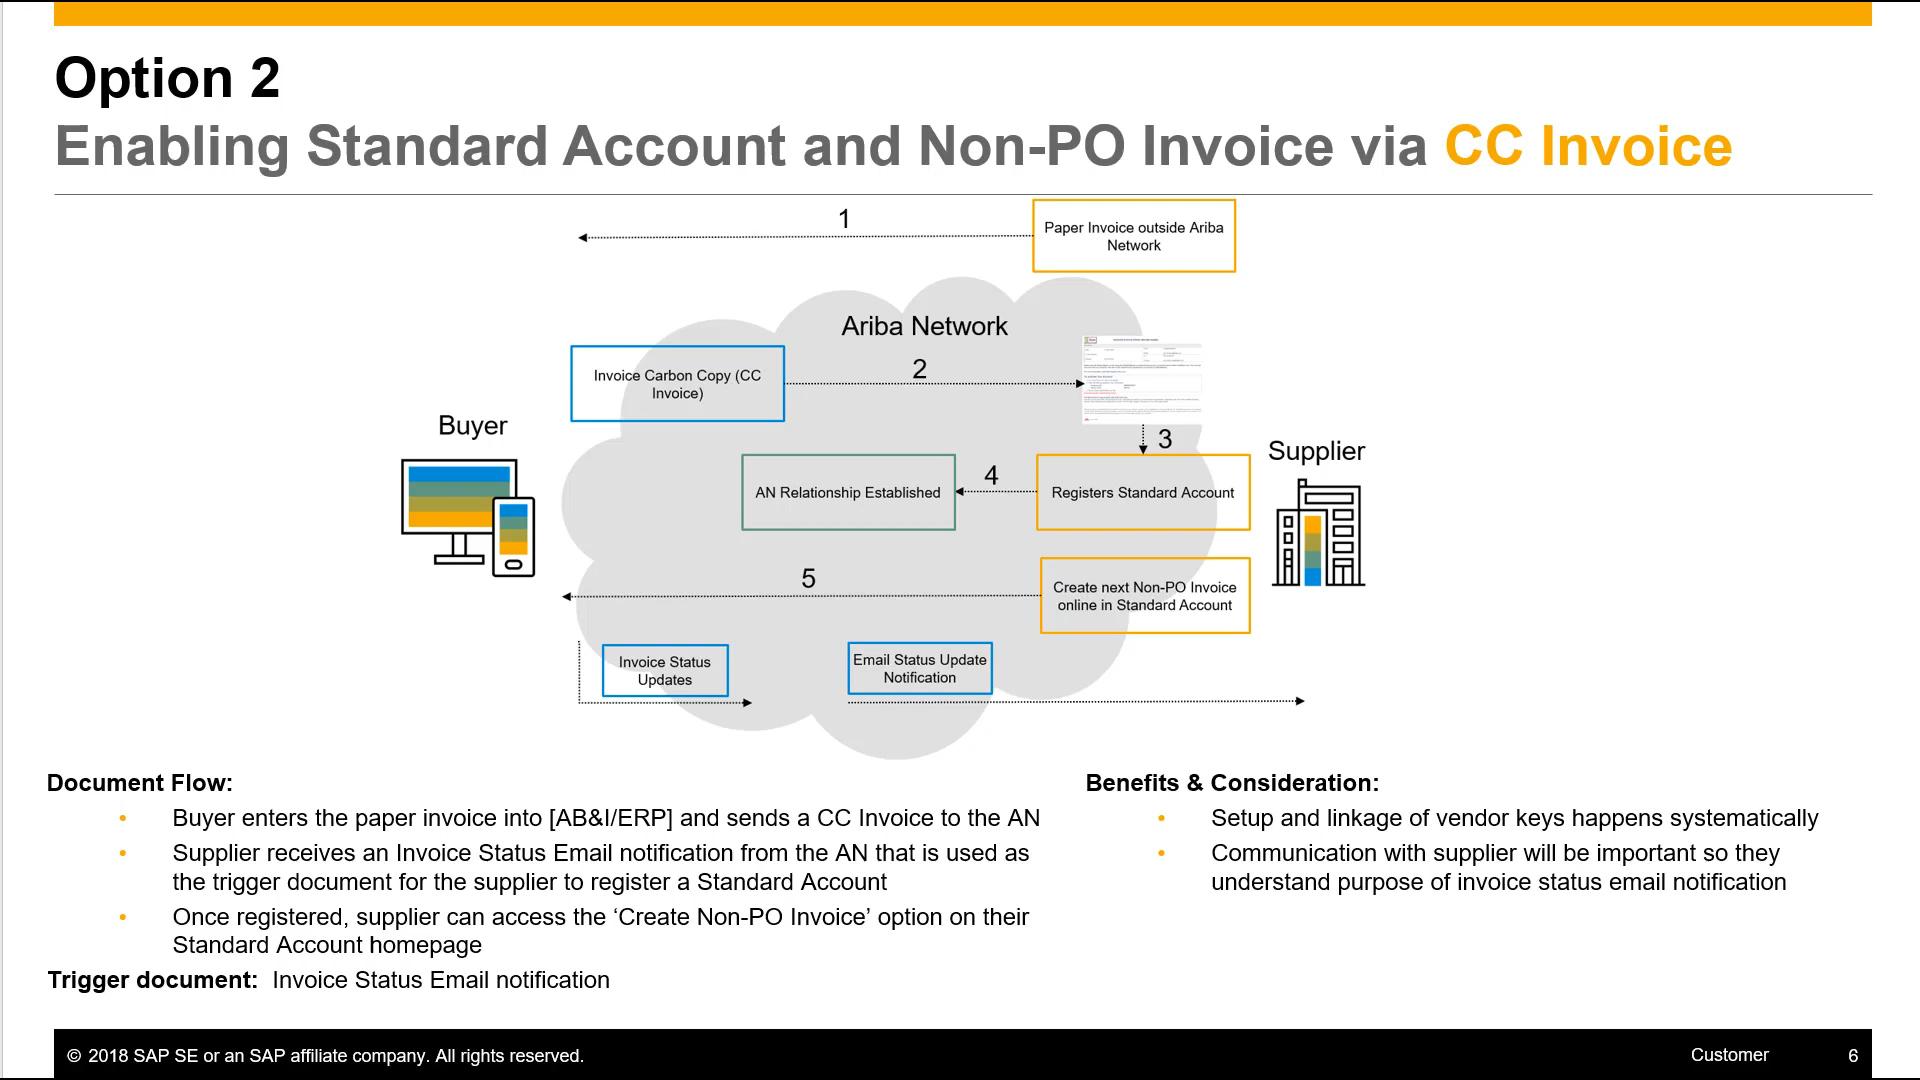 Option 2
Enabling Standard Account and Non-PO Invoice via CC Invoice
1
Paper Invoice outside Ariba
Network
Ariba Network
2
Invoice Carbon Copy (CC
Invoice)
Buyer
3
Supplier
4
AN Relationship Established
Registers Standard Account
5
Create next Non-PO Invoice
online in Standard Account
Invoice Status
Updates
Email Status Update
Notification
Document Flow:
• Buyer enters the paper invoice into [AB&I/ERP] and sends a CC Invoice to the AN
• Supplier receives an Invoice Status Email notification from the AN that is used as
the trigger document for the supplier to register a Standard Account
• Once registered, supplier can access the ‘Create Non-PO Invoice’ option on their
Standard Account homepage
Trigger document: Invoice Status Email notification
Benefits & Consideration:
• Setup and linkage of vendor keys happens systematically
• Communication with supplier will be important so they
understand purpose of invoice status email notification
© 2018 SAP SE or an SAP affiliate company. All rights reserved.
Customer
6